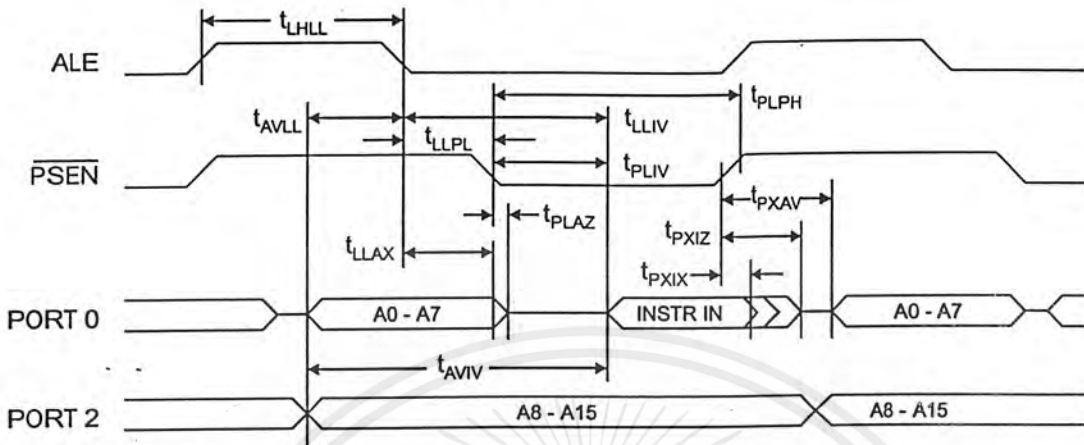 tLHLL
ALE
tPLPH
tAVLL
tLLIV
tLLPL
PSEN
tPLIV
tPXAV
tPLAZ
tPXIZ
tLLAX
tPXIX
PORT 0
A0 - A7
INSTR IN
A0 - A7
tAVIV
PORT 2
A8 - A15
A8 - A15